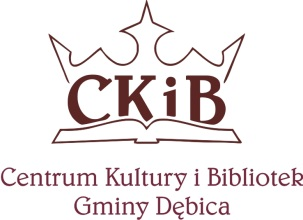 CKiB
Centrum Kultury i Bibliotek
Gminy Dębica